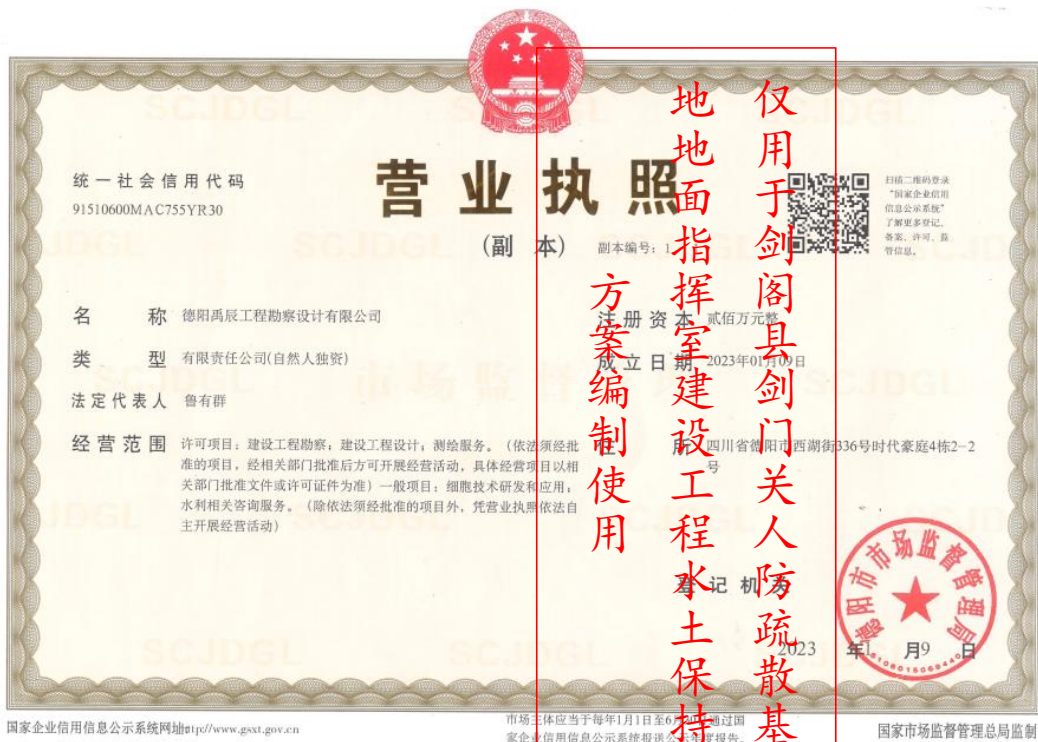 统一社会信用代码
91510600MAC755YR30
营业执照
(副 本)
副本编号：1
扫描二维码登录
“国家企业信用
信息公示系统”
了解更多登记、
备案、许可、监
管信息。
名 称 德阳禹辰工程勘察设计有限公司
类 型 有限责任公司(自然人独资)
法定代表人 鲁有群
经营范围 许可项目：建设工程勘察；建设工程设计；测绘服务。（依法须经批
准的项目，经相关部门批准后方可开展经营活动，具体经营项目以相
关部门批准文件或许可证件为准）一般项目：细胞技术研发和应用；
水利相关咨询服务。（除依法须经批准的项目外，凭营业执照依法自
主开展经营活动）
注册资本 贰佰万元整
成立日期 2023年01月09日
住 所 四川省德阳市西湖街336号时代豪庭4栋2-2
号
登记机关
2023 年1 月9 日
德阳市市场监督管理局
仅用于剑阁县剑门关人防疏散基
地地面指挥室建设工程水土保持
方案编制使用
SCJDGL
国家企业信用信息公示系统网址http://www.gsxt.gov.cn
市场主体应当于每年1月1日至6月30日通过国
家企业信用信息公示系统报送公示年度报告。
国家市场监督管理总局监制